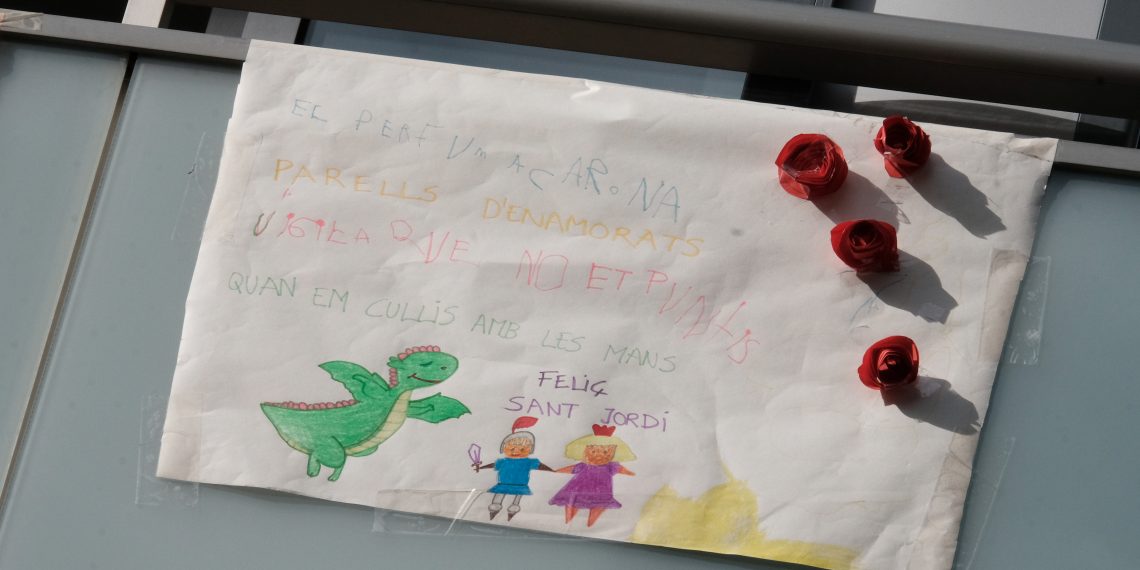 EL PERFUM ACARONA
PARELLS D'ENAMORATS
VIGILA QUE NO ET PUNXIS
QUAN EM CULLIS AMB LES MANS
FELIÇ
SANT JORDI